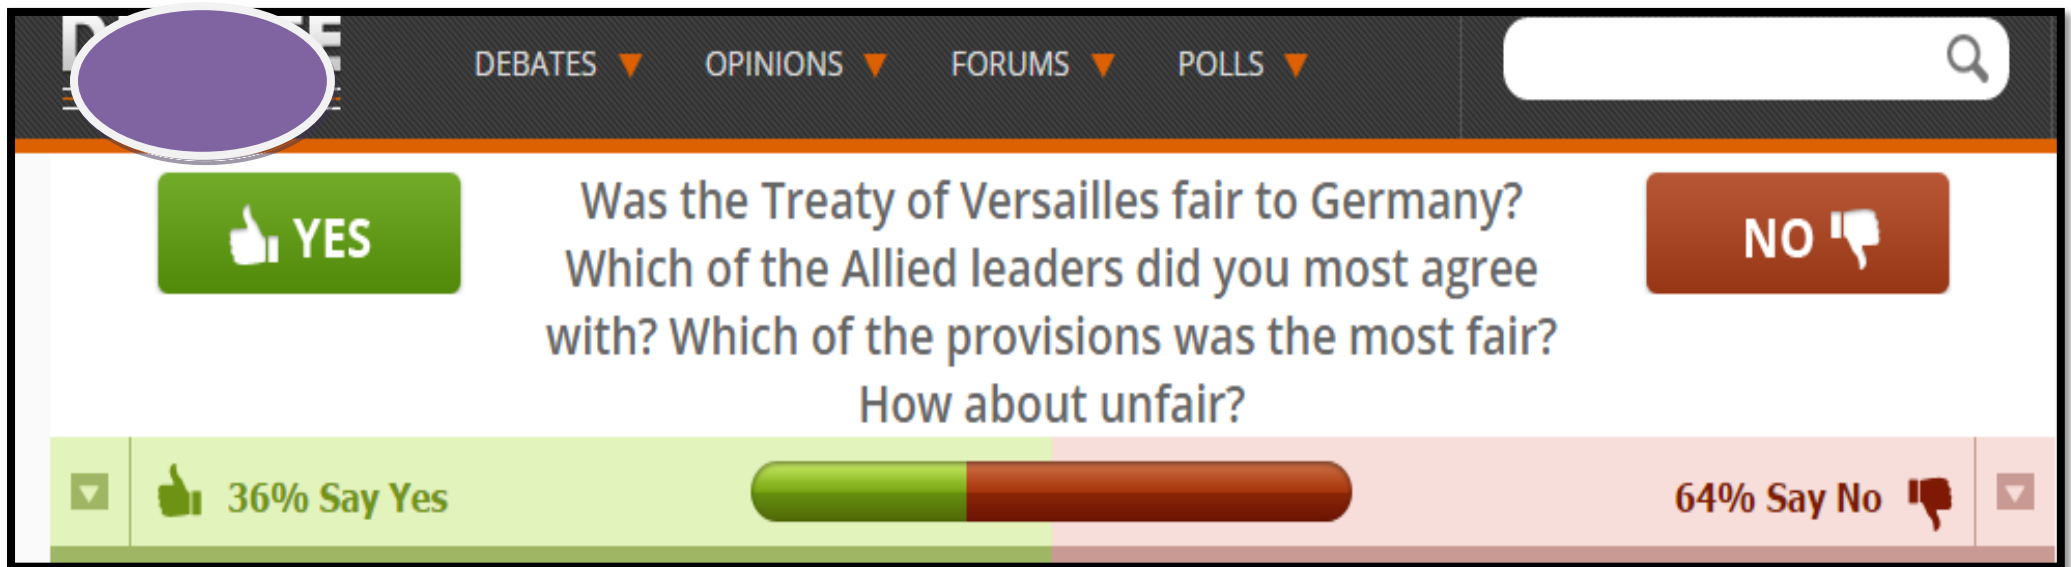 DEBATES
OPINIONS
FORUMS
POLLS
YES
Was the Treaty of Versailles fair to Germany?
Which of the Allied leaders did you most agree
with? Which of the provisions was the most fair?
How about unfair?
NO
36% Say Yes
64% Say No